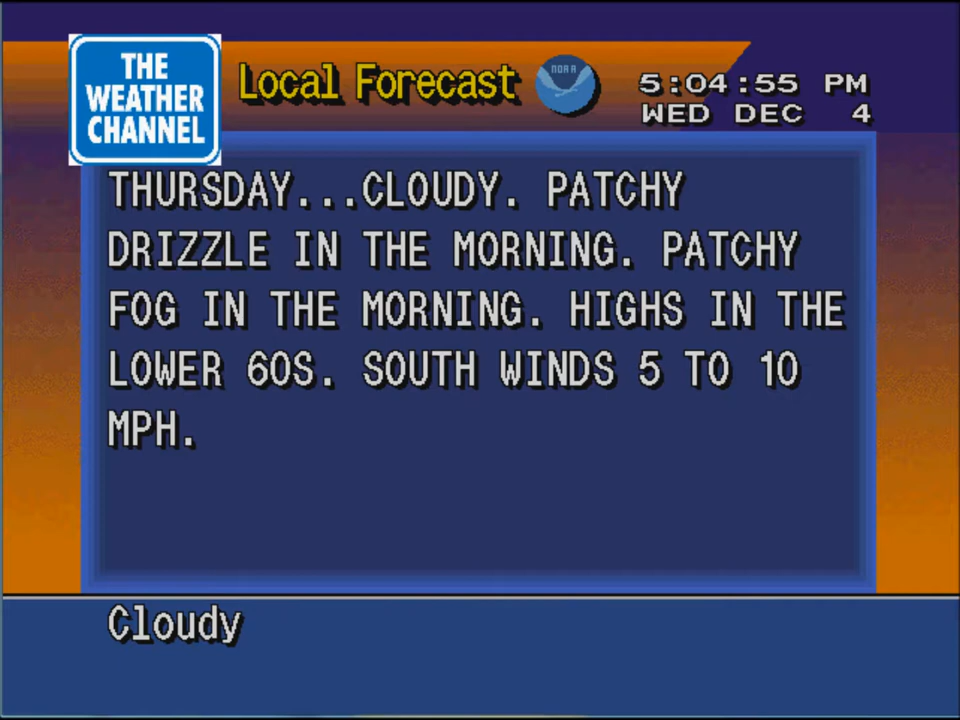 THE
WEATHER
CHANNEL
Local Forecast
NOAA
5:04:55 PM
WED DEC 4
THURSDAY...CLOUDY. PATCHY
DRIZZLE IN THE MORNING. PATCHY
FOG IN THE MORNING. HIGHS IN THE
LOWER 60S. SOUTH WINDS 5 TO 10
MPH.
Cloudy